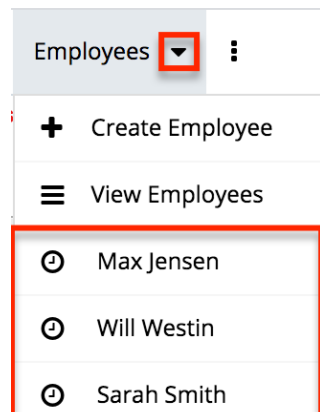 Employees
Create Employee
View Employees
Max Jensen
Will Westin
Sarah Smith